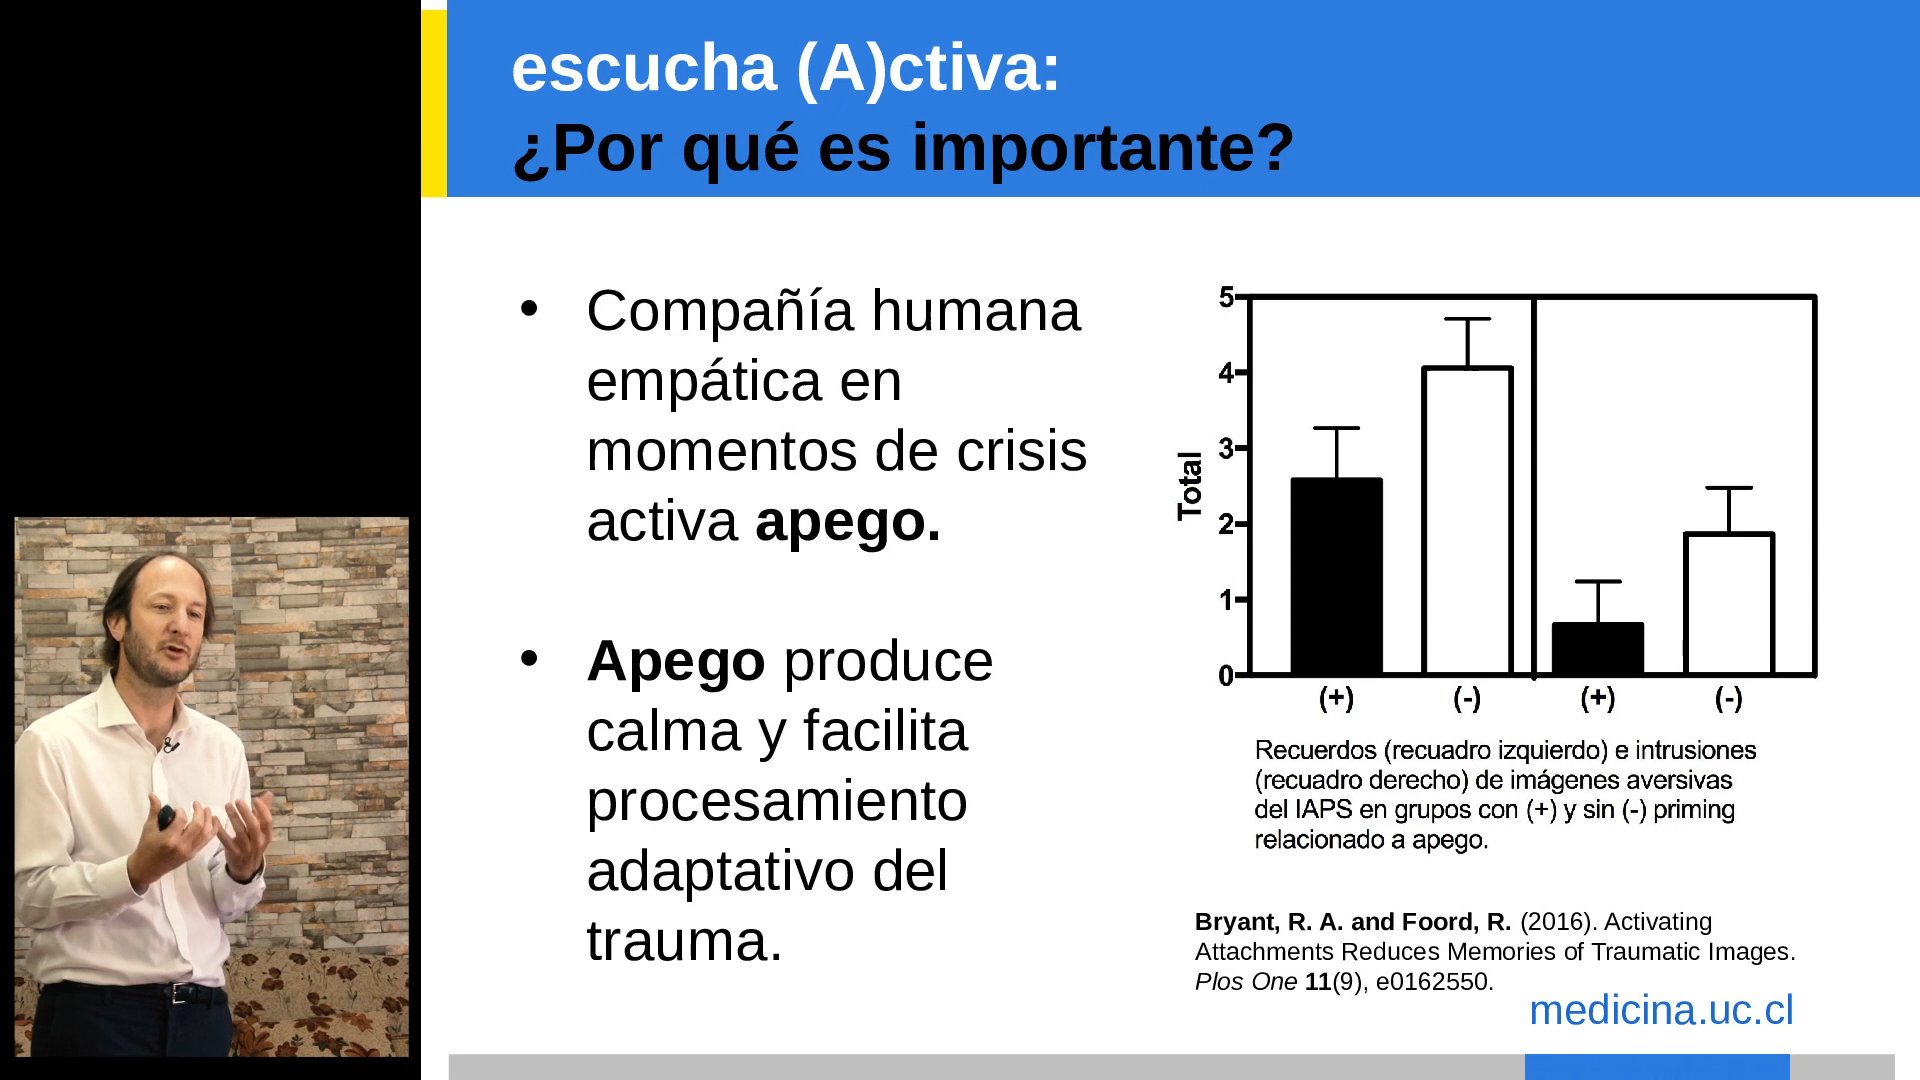 escucha (A)ctiva:
¿Por qué es importante?
• Compañía humana
empática en
momentos de crisis
activa apego.
• Apego produce
calma y facilita
procesamiento
adaptativo del
trauma.
5
4
3
2
1
0
Total
(+) (-) (+) (-)
Recuerdos (recuadro izquierdo) e intrusiones
(recuadro derecho) de imágenes aversivas
del IAPS en grupos con (+) y sin (-) priming
relacionado a apego.
Bryant, R. A. and Foord, R. (2016). Activating
Attachments Reduces Memories of Traumatic Images.
Plos One 11(9), e0162550.
medicina.uc.cl